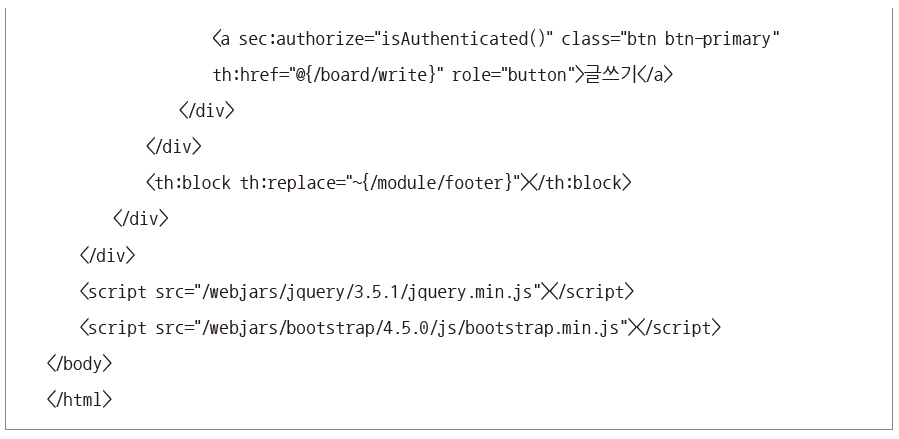 <a sec:authorize="isAuthenticated()" class="btn btn-primary"
th:href="@{/board/write}" role="button">글쓰기</a>
</div>
</div>
<th:block th:replace="~{/module/footer}"></th:block>
</div>
</div>
<script src="/webjars/jquery/3.5.1/jquery.min.js"></script>
<script src="/webjars/bootstrap/4.5.0/js/bootstrap.min.js"></script>
</body>
</html>